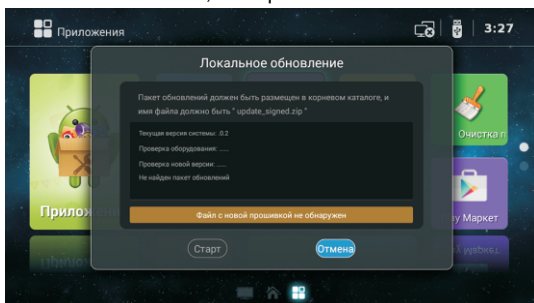 Приложения
3:27
Локальное обновление
Пакет обновлений должен быть размещен в корневом каталоге, и
имя файла должно быть " update_signed.zip "
Текущая версия системы: .0.2
Проверка оборудования: ......
Проверка новой версии: ......
Не найден пакет обновлений
Файл с новой прошивкой не обнаружен
Старт
Отмена
Очистка п
Прилож
Маркет